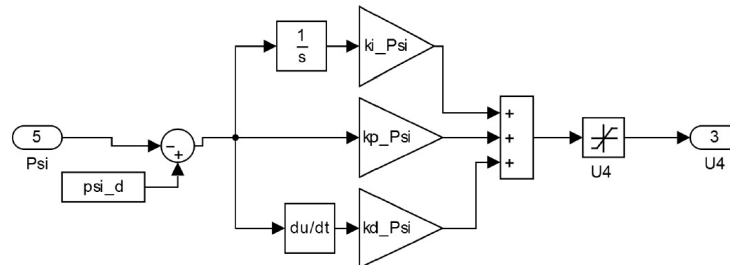 1
s
ki_Psi
5
Psi
psi_d
−
+
kp_Psi
+
+
+
U4
3
U4
du/dt
kd_Psi